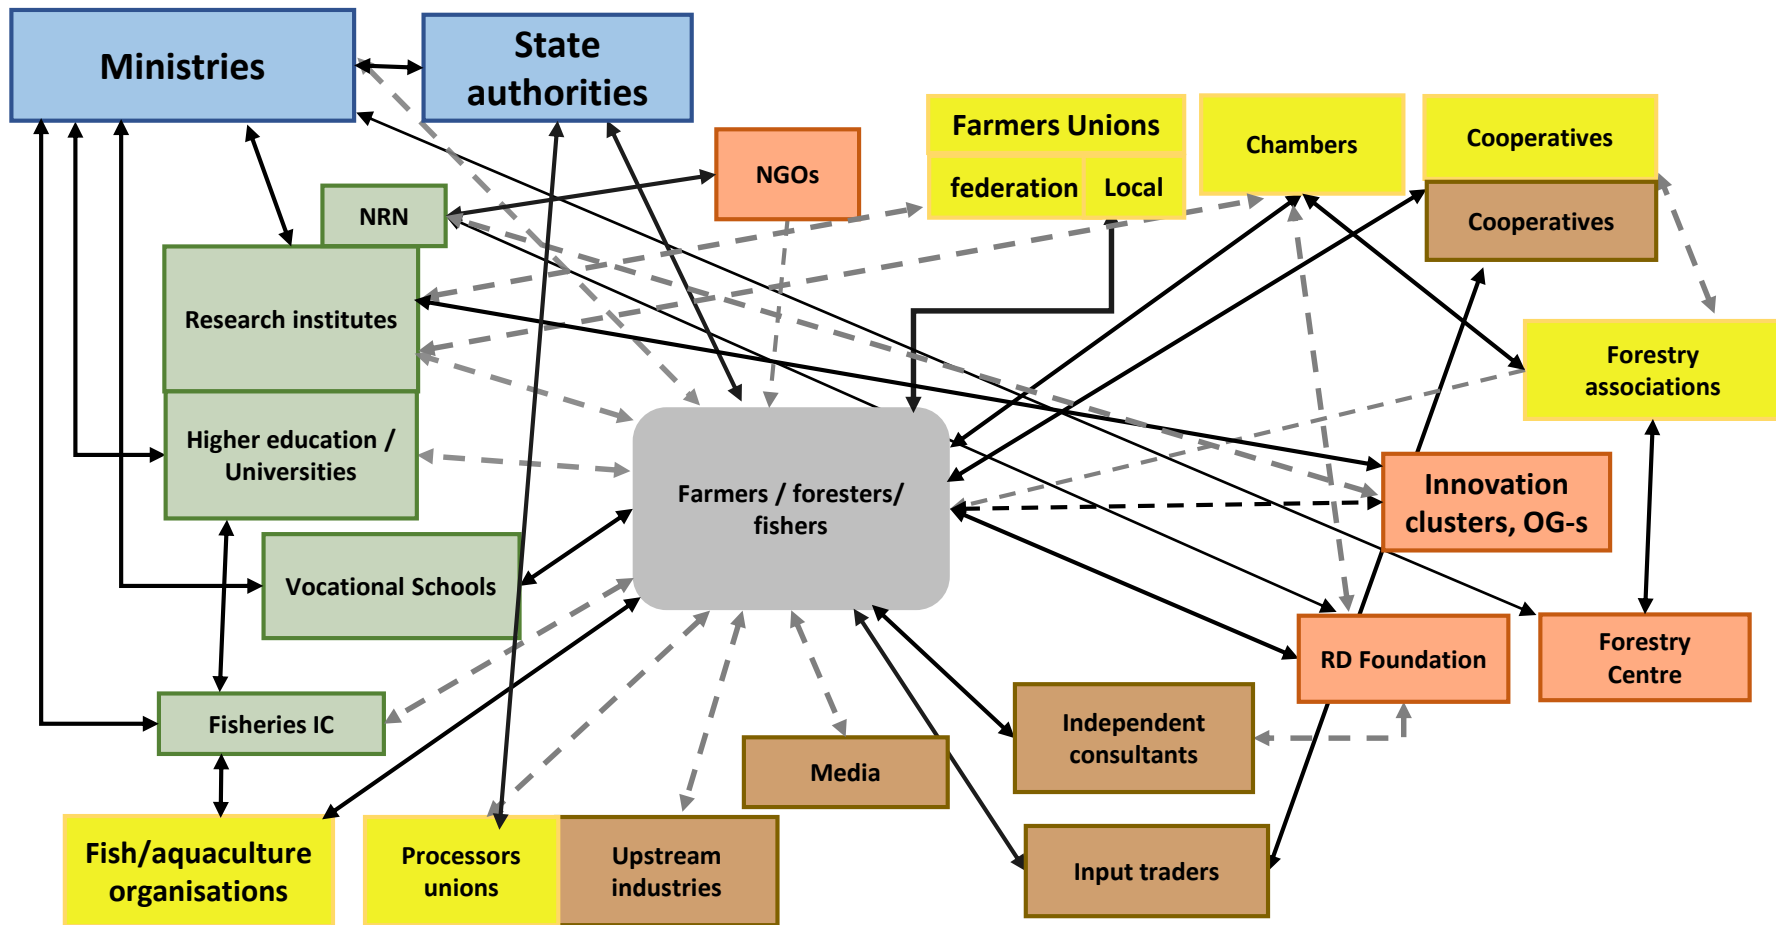 Ministries
State
authorities
Farmers Unions
federation
Local
Chambers
Cooperatives
Cooperatives
NGOs
NRN
Research institutes
Higher education /
Universities
Vocational Schools
Fisheries IC
Fish/aquaculture
organisations
Farmers / foresters/
fishers
Forestry
associations
Innovation
clusters, OG-s
RD Foundation
Forestry
Centre
Independent
consultants
Media
Processors
unions
Upstream
industries
Input traders